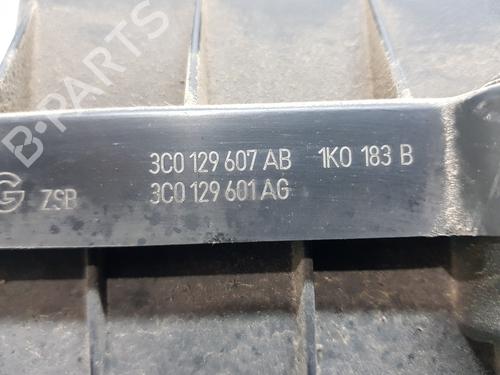 B-PARTS
3C0 129 607 AB 1K0 183 B
G ZSB 3C0 129 601 AG